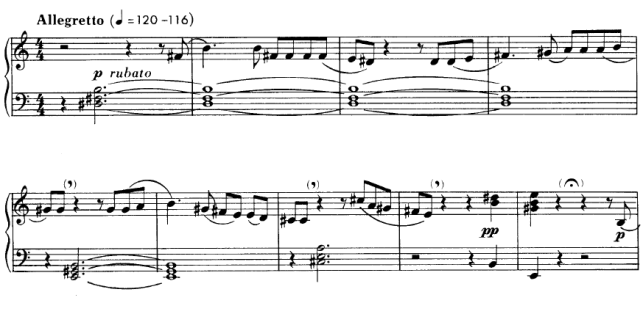 Allegretto (♩ = 120 – 116)
p rubato
(,) (,) (,)
pp p